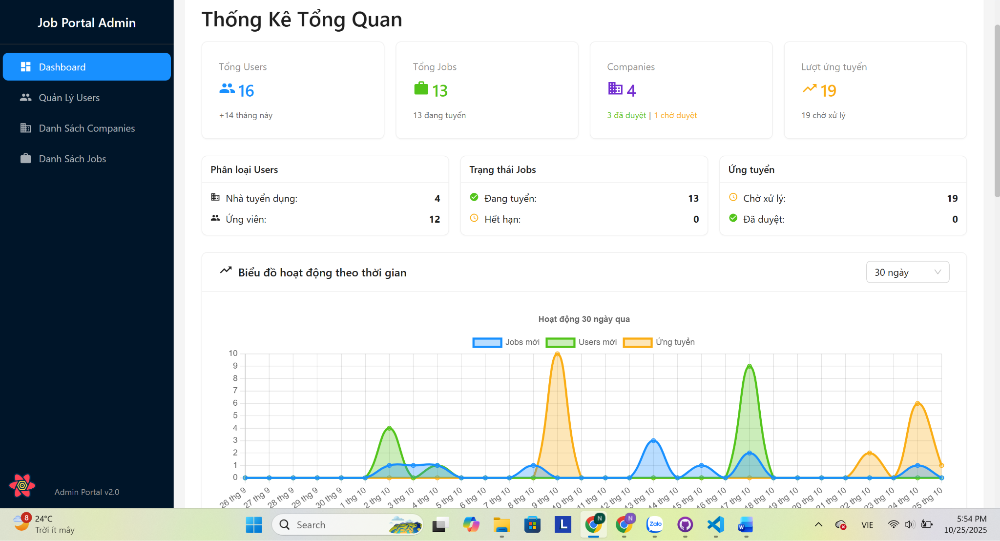 Job Portal Admin
Dashboard
Quản Lý Users
Danh Sách Companies
Danh Sách Jobs
Admin Portal v2.0
Thống Kê Tổng Quan
Tổng Users
16
+14 tháng này
Tổng Jobs
13
13 đang tuyển
Companies
4
3 đã duyệt | 1 chờ duyệt
Lượt ứng tuyển
19
19 chờ xử lý
Phân loại Users
Nhà tuyển dụng: 4
Ứng viên: 12
Trạng thái Jobs
Đang tuyển: 13
Hết hạn: 0
Ứng tuyển
Chờ xử lý: 19
Đã duyệt: 0
Biểu đồ hoạt động theo thời gian
30 ngày
Hoạt động 30 ngày qua
Jobs mới Users mới Ứng tuyển
10
9
8
7
6
5
4
3
2
1
0
26 thg 9 27 thg 9 28 thg 9 29 thg 9 30 thg 9 1 thg 10 2 thg 10 3 thg 10 4 thg 10 5 thg 10 6 thg 10 7 thg 10 8 thg 10 9 thg 10 10 thg 10 11 thg 10 12 thg 10 13 thg 10 14 thg 10 15 thg 10 16 thg 10 17 thg 10 18 thg 10 19 thg 10 20 thg 10 21 thg 10 22 thg 10 23 thg 10 24 thg 10 25 thg 10
8
24°C
Trời ít mây
Search
L
N
N
Zalo
W
VIE
5:54 PM
10/25/2025